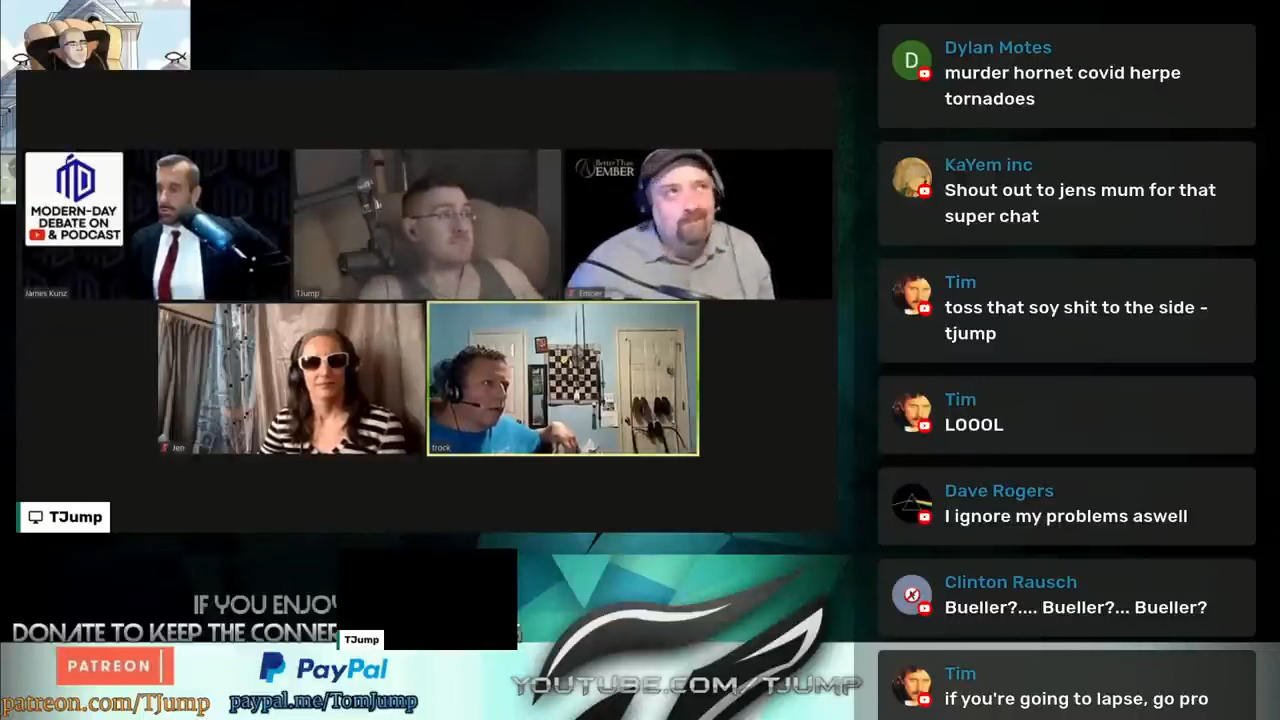 MODERN-DAY
DEBATE ON
& PODCAST
James Kunz
TJump
Better Than
EMBER
Ember
Jen
trock
TJump
IF YOU ENJOY
DONATE TO KEEP THE CONVER
TJump
PATREON
patreon.com/TJump
PayPal
paypal.me/TomJump
YOUTUBE.COM/TJUMP
Dylan Motes
murder hornet covid herpe
tornadoes
KaYem inc
Shout out to jens mum for that
super chat
Tim
toss that soy shit to the side -
tjump
Tim
LOOOL
Dave Rogers
I ignore my problems aswell
Clinton Rausch
Bueller?.... Bueller?... Bueller?
Tim
if you're going to lapse, go pro